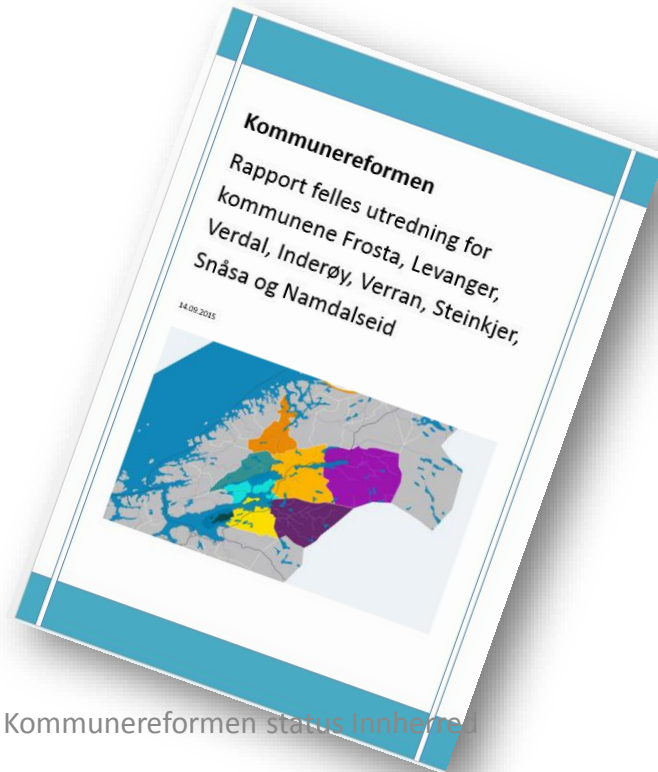 Kommunereformen
Rapport felles utredning for
kommunene Frosta, Levanger,
Verdal, Inderøy, Verran, Steinkjer,
Snåsa og Namdalseid
14.09.2015
Kommunereformen status Innherred